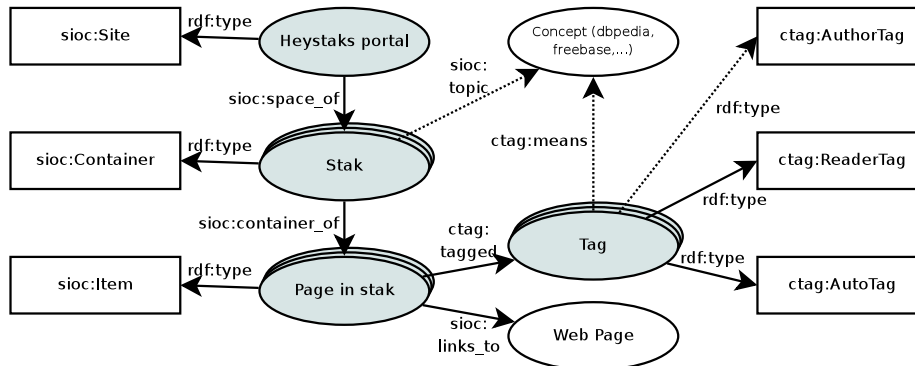 sioc:Site
rdf:type
Heystaks portal
Concept (dbpedia,
freebase,...)
ctag:AuthorTag
sioc:
topic
sioc:space_of
rdf:type
sioc:Container
rdf:type
Stak
ctag:means
ctag:ReaderTag
rdf:type
sioc:container_of
ctag:
tagged
Tag
rdf:type
sioc:Item
rdf:type
Page in stak
ctag:AutoTag
sioc:
links_to
Web Page